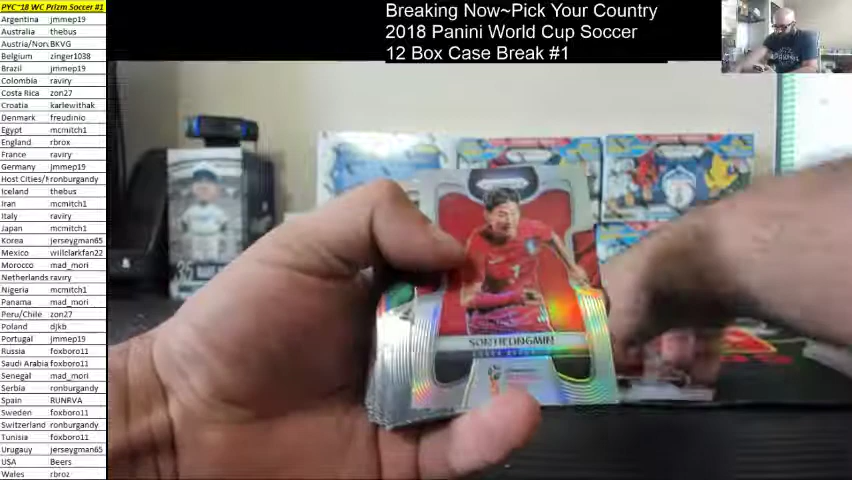 PYC~18 WC Prizm Soccer #1
Argentina jmmep19
Australia thebus
Austria/Nor BKVG
Belgium zinger1038
Brazil jmmep19
Colombia raviry
Costa Rica zon27
Croatia karlewithak
Denmark freudinio
Egypt mcmitch1
England rbrox
France raviry
Germany jmmep19
Host Cities/ ronburgandy
Iceland thebus
Iran mcmitch1
Italy raviry
Japan mcmitch1
Korea jerseygman65
Mexico willclarkfan22
Morocco mad_mori
Netherlands raviry
Nigeria mcmitch1
Panama mad_mori
Peru/Chile zon27
Poland djkb
Portugal jmmep19
Russia foxboro11
Saudi Arabia foxboro11
Senegal mad_mori
Serbia ronburgandy
Spain RUNRVA
Sweden foxboro11
Switzerland ronburgandy
Tunisia foxboro11
Urugauy jerseygman65
USA Beers
Wales rbroz
Breaking Now~Pick Your Country
2018 Panini World Cup Soccer
12 Box Case Break #1
SON HEUNGMIN
35